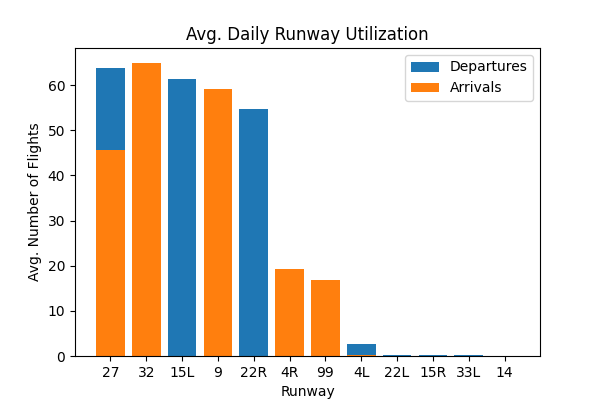 Avg. Daily Runway Utilization
Departures
Arrivals
Avg. Number of Flights
60
50
40
30
20
10
0
27 32 15L 9 22R 4R 99 4L 22L 15R 33L 14
Runway